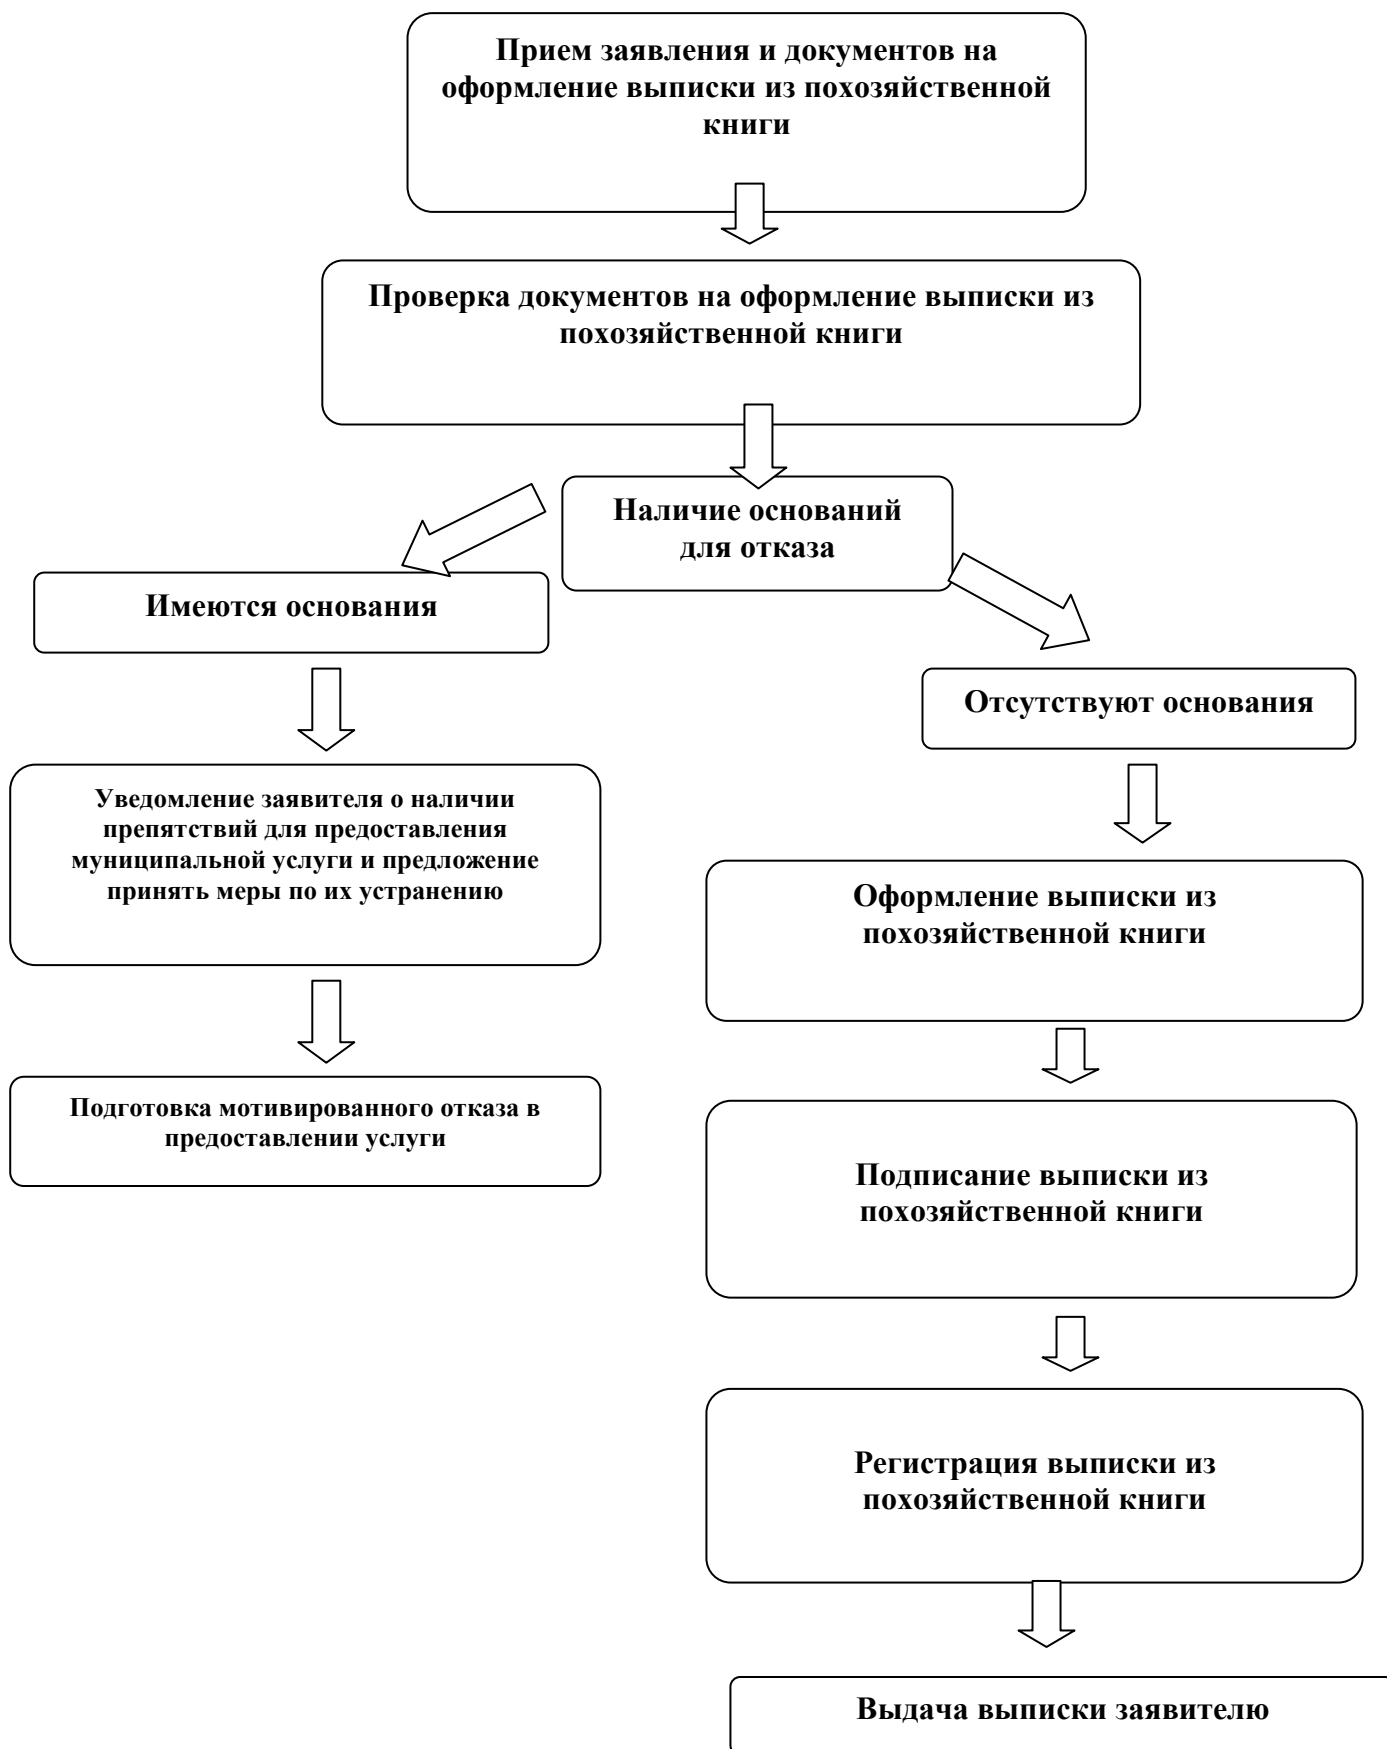 Прием заявления и документов на
оформление выписки из похозяйственной
книги
Проверка документов на оформление выписки из
похозяйственной книги
Наличие оснований
для отказа
Имеются основания
Отсутствуют основания
Уведомление заявителя о наличии
препятствий для предоставления
муниципальной услуги и предложение
принять меры по их устранению
Оформление выписки из
похозяйственной книги
Подготовка мотивированного отказа в
предоставлении услуги
Подписание выписки из
похозяйственной книги
Регистрация выписки из
похозяйственной книги
Выдача выписки заявителю